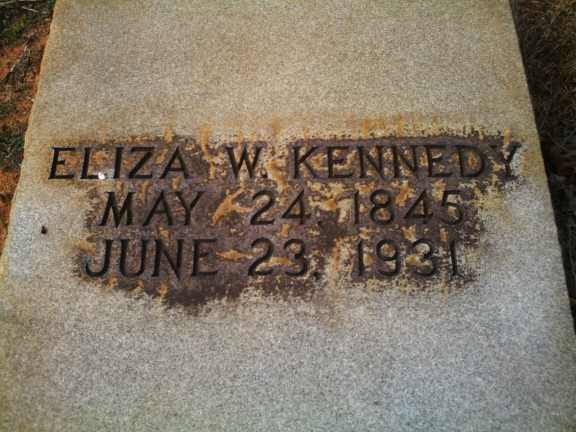 ELIZA W. KENNEDY
MAY 24, 1845
JUNE 23, 1931